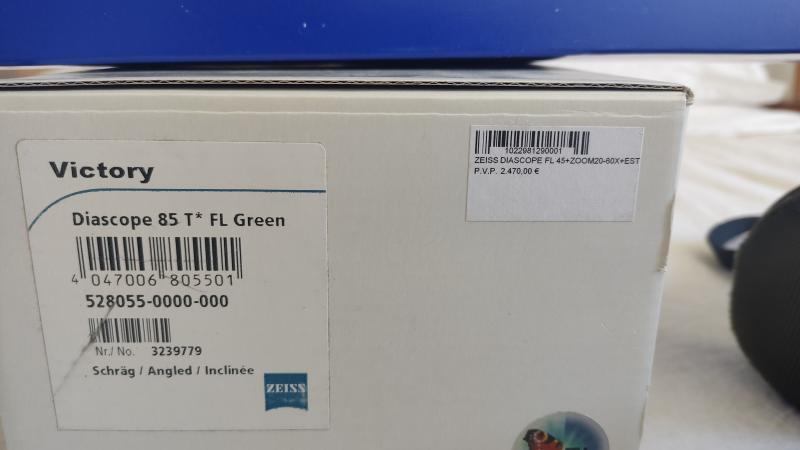 Victory
Diascope 85 T* FL Green
4 047006 805501
528055-0000-000
Nr./ No. 3239779
Schräg / Angled / Inclinée
ZEISS
1022981290001
ZEISS DIASCOPE FL 45+ZOOM20-60X+EST
P.V.P. 2.470,00 €